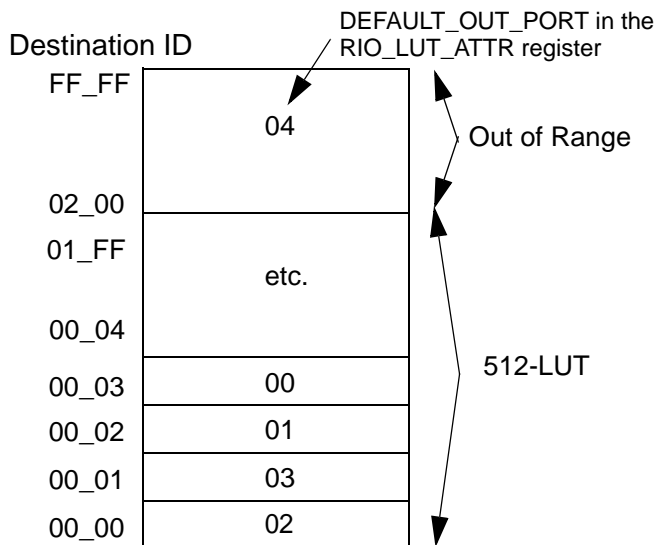 DEFAULT_OUT_PORT in the
RIO_LUT_ATTR register
Destination ID
FF_FF
04
Out of Range
02_00
01_FF
etc.
00_04
512-LUT
00_03 00
00_02 01
00_01 03
00_00 02